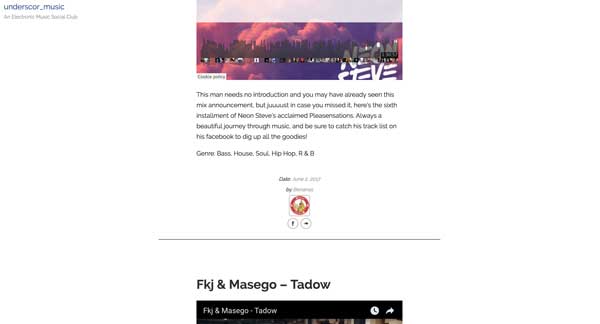 underscor_music
An Electronic Music Social Club
NEON
STEVE
Cookie policy
This man needs no introduction and you may have already seen this
mix announcement, but juuuust in case you missed it, here's the sixth
installment of Neon Steve's acclaimed Pleasensations. Always a
beautiful journey through music, and be sure to catch his track list on
his facebook to dig up all the goodies!
Genre: Bass, House, Soul, Hip Hop, R & B
Date: June 2, 2017
by Bananas
Fkj & Masego – Tadow
Fkj & Masego - Tadow